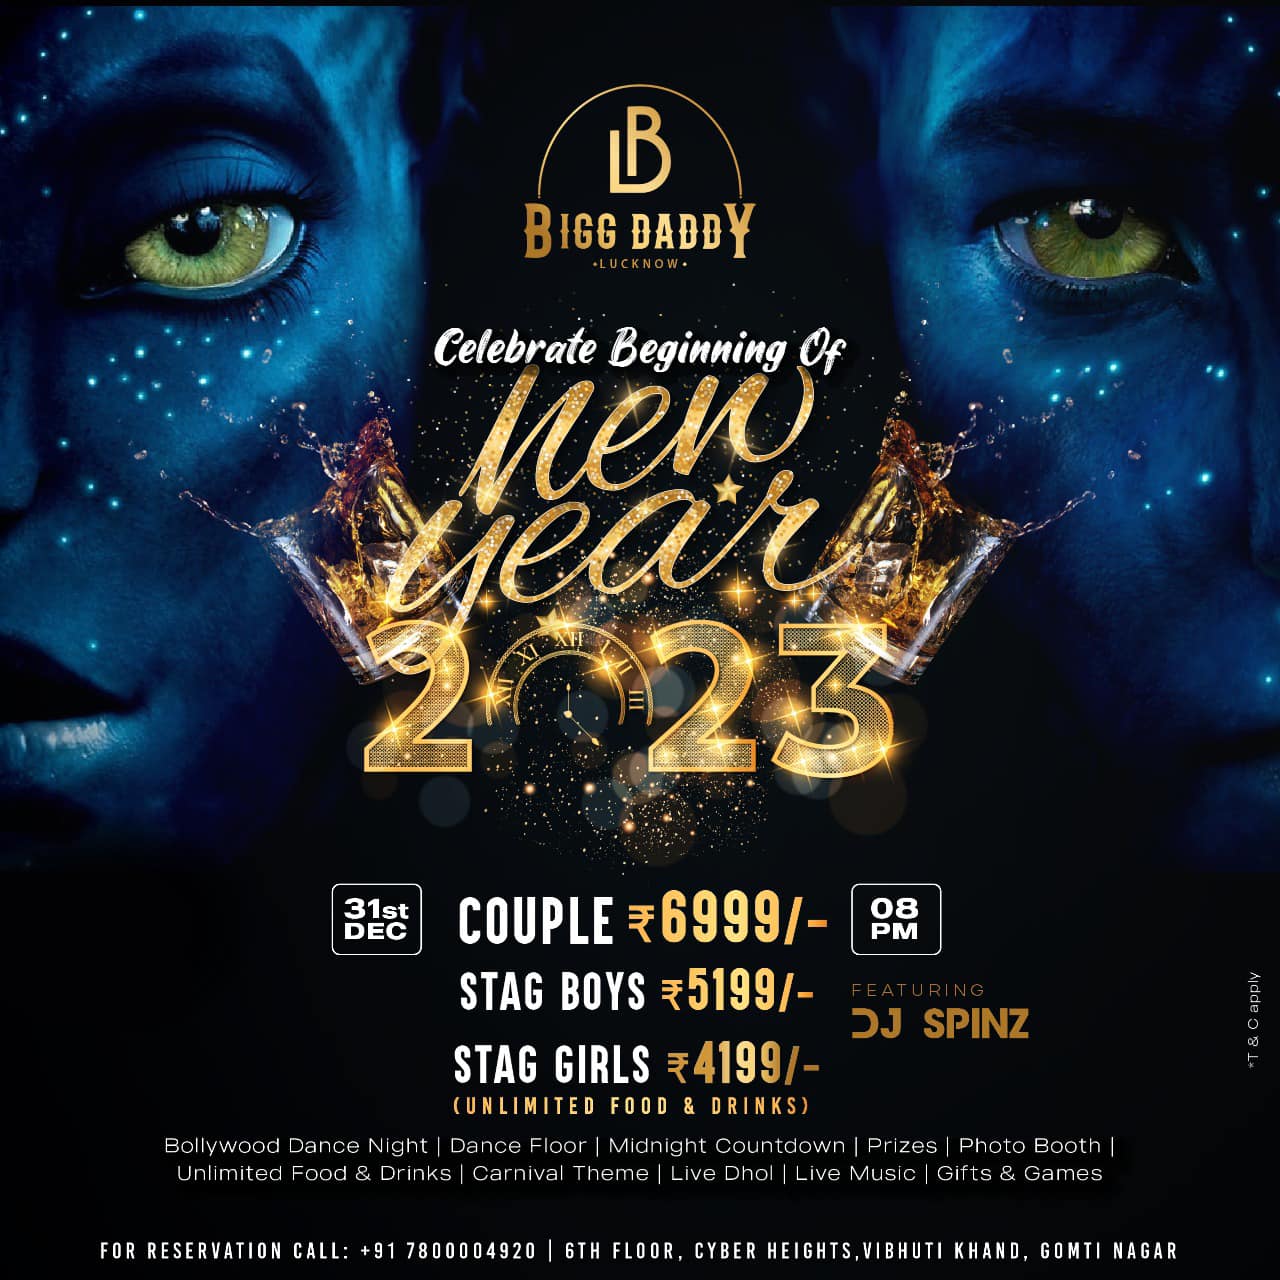 LB
BIGG DADDY
•LUCKNOW•
Celebrate Beginning Of
New
Year
2023
31st
DEC
COUPLE ₹6999/-
08
PM
STAG BOYS ₹5199/-
FEATURING
DJ SPINZ
STAG GIRLS ₹4199/-
(UNLIMITED FOOD & DRINKS)
*T & C apply
Bollywood Dance Night | Dance Floor | Midnight Countdown | Prizes | Photo Booth |
Unlimited Food & Drinks | Carnival Theme | Live Dhol | Live Music | Gifts & Games
FOR RESERVATION CALL: +91 7800004920 | 6TH FLOOR, CYBER HEIGHTS,VIBHUTI KHAND, GOMTI NAGAR